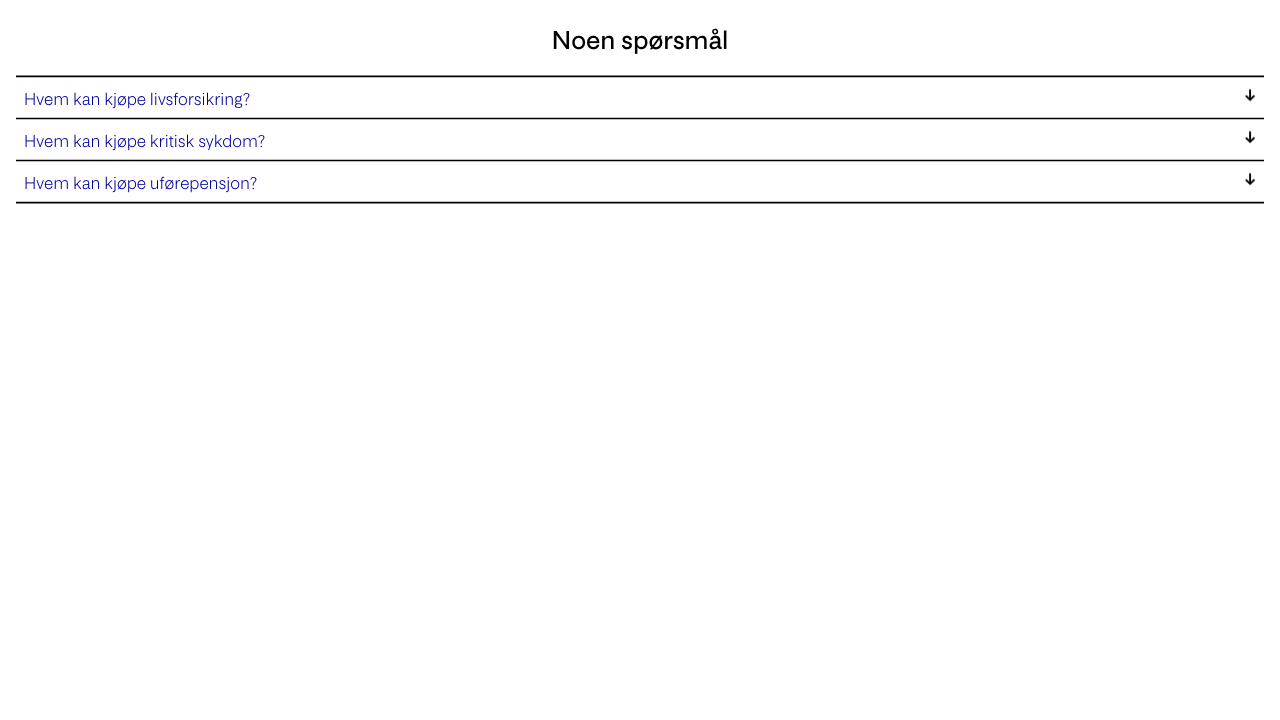 Noen spørsmål
Hvem kan kjøpe livsforsikring?
Hvem kan kjøpe kritisk sykdom?
Hvem kan kjøpe uførepensjon?